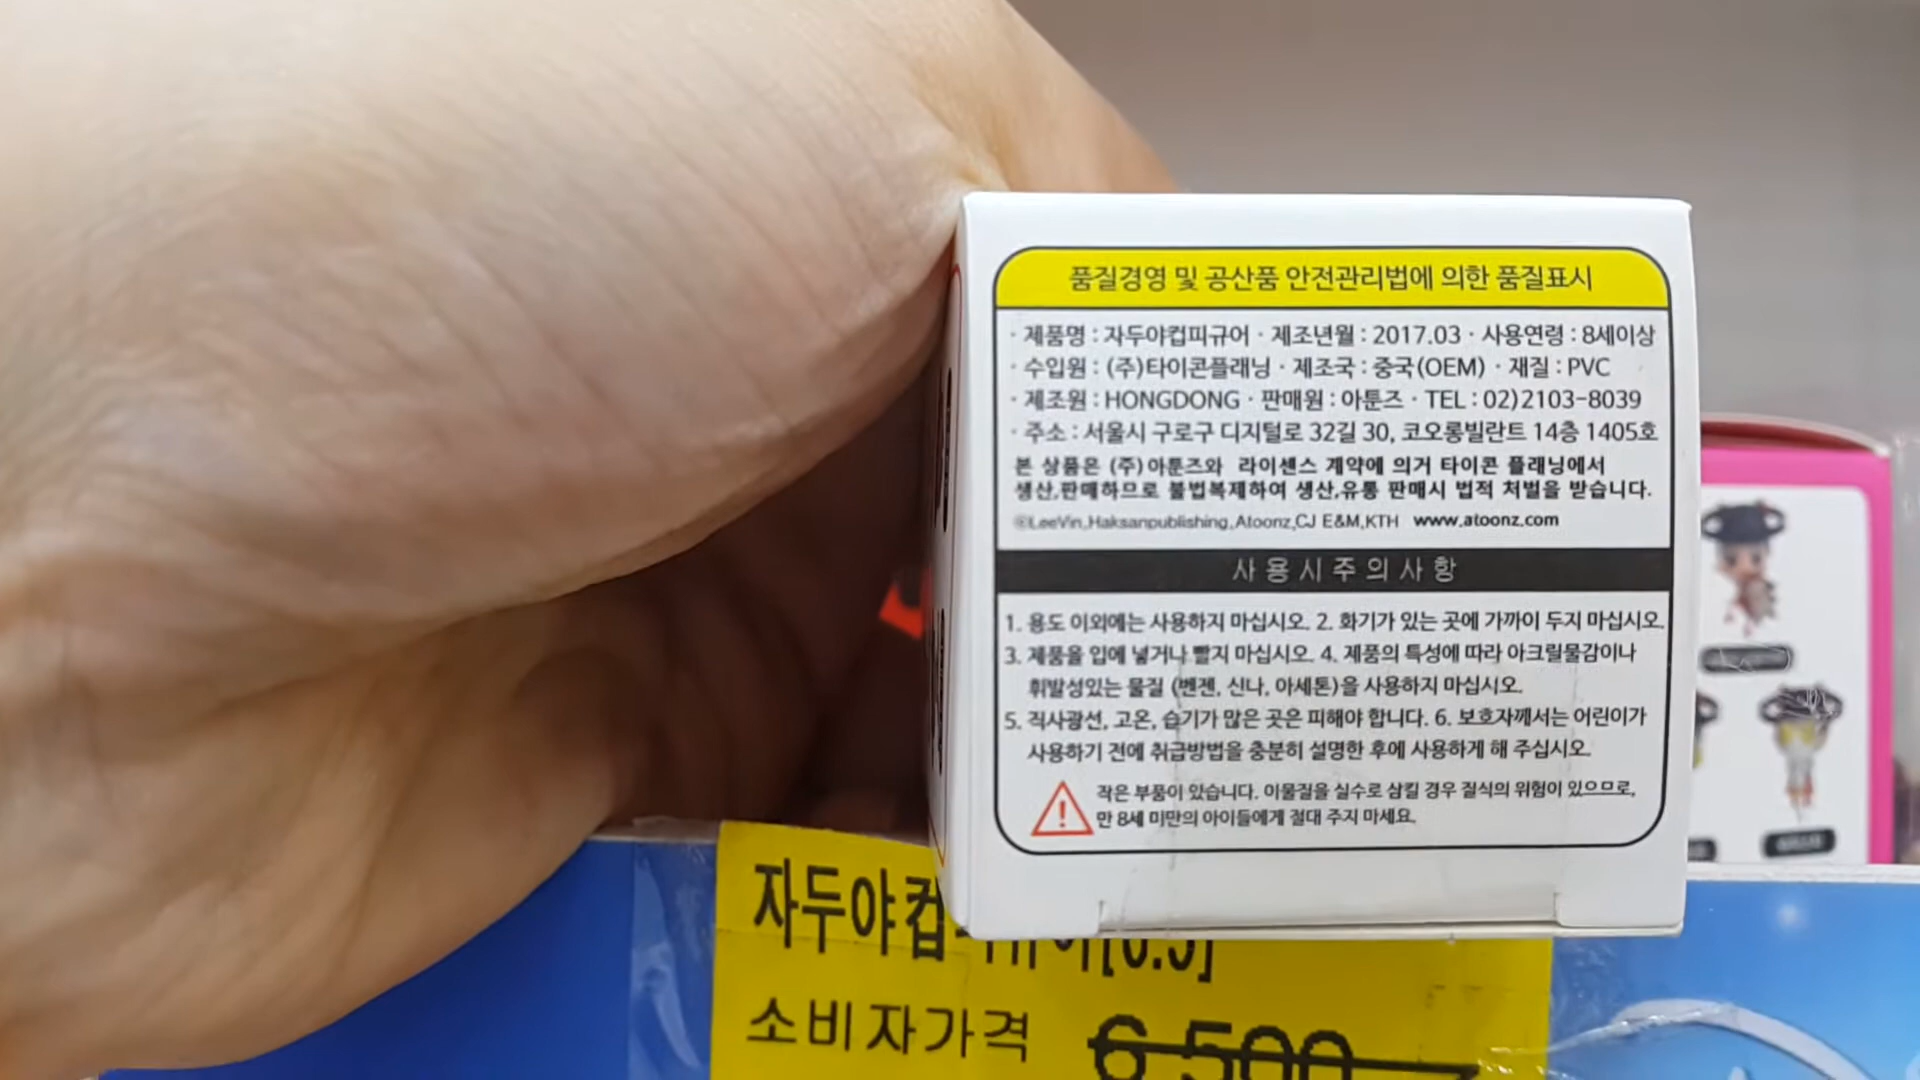 품질경영 및 공산품 안전관리법에 의한 품질표시
· 제품명 : 자두야컵피규어 · 제조년월 : 2017.03 · 사용연령 : 8세이상
· 수입원 : (주)타이콘플래닝 · 제조국 : 중국(OEM) · 재질 : PVC
· 제조원 : HONGDONG · 판매원 : 아툰즈 · TEL : 02)2103-8039
· 주소 : 서울시 구로구 디지털로 32길 30, 코오롱빌란트 14층 1405호
본 상품은 (주)아툰즈와 라이센스 계약에 의거 타이콘 플래닝에서
생산,판매하므로 불법복제하여 생산,유통 판매시 법적 처벌을 받습니다.
©LeeVin,Haksanpublishing,Atoonz,CJ E&M,KTH www.atoonz.com
사용시주의사항
1. 용도 이외에는 사용하지 마십시오. 2. 화기가 있는 곳에 가까이 두지 마십시오.
3. 제품을 입에 넣거나 빨지 마십시오. 4. 제품의 특성에 따라 아크릴물감이나
휘발성있는 물질 (벤젠, 신나, 아세톤)을 사용하지 마십시오.
5. 직사광선, 고온, 습기가 많은 곳은 피해야 합니다. 6. 보호자께서는 어린이가
사용하기 전에 취급방법을 충분히 설명한 후에 사용하게 해 주십시오.
작은 부품이 있습니다. 이물질을 실수로 삼킬 경우 질식의 위험이 있으므로,
만 8세 미만의 아이들에게 절대 주지 마세요.
자두야컵
소비자가격 6,500